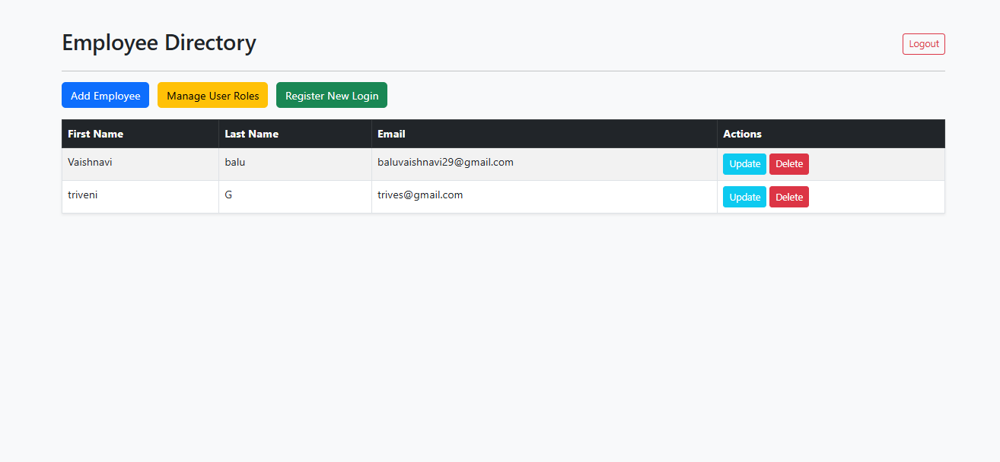 Employee Directory
Logout
Add Employee Manage User Roles Register New Login
First Name Last Name Email Actions
Vaishnavi balu baluvaishnavi29@gmail.com Update Delete
triveni G trives@gmail.com Update Delete